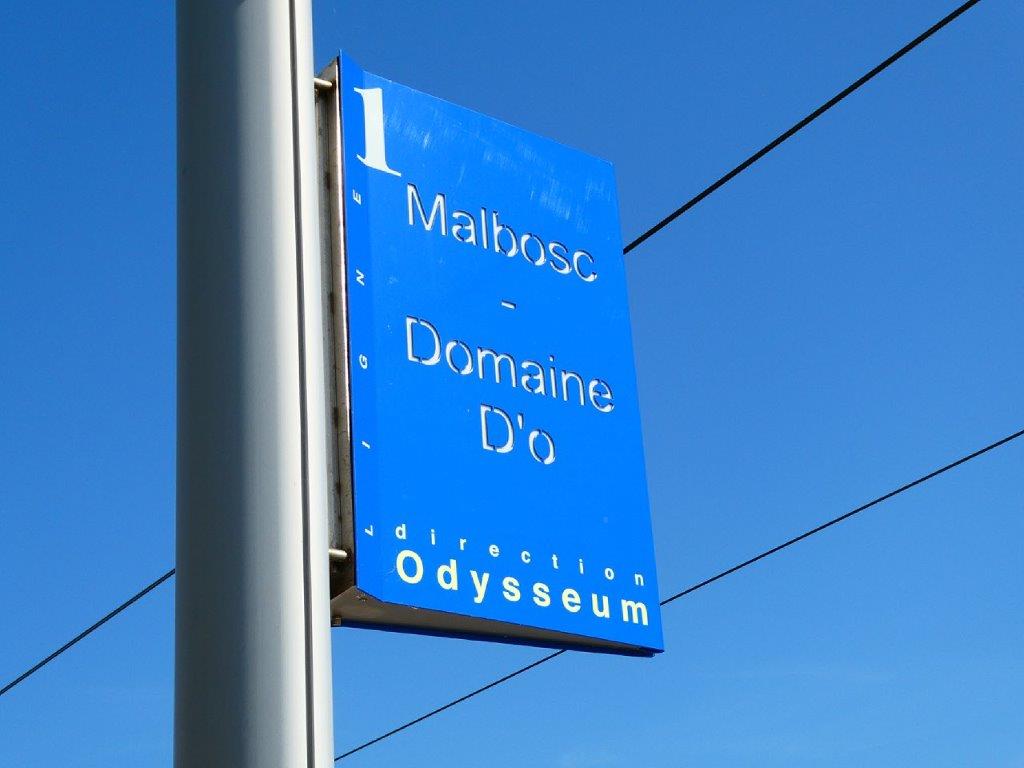 1
LIGNE
Malbosc
-
Domaine
D'o
direction
Odysseum